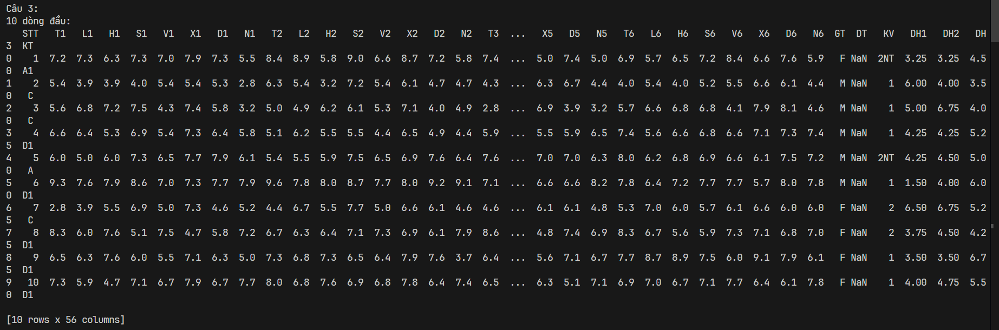 Câu 3:
10 dòng đầu:
STT T1 L1 H1 S1 V1 X1 D1 N1 T2 L2 H2 S2 V2 X2 D2 N2 T3 ... X5 D5 N5 T6 L6 H6 S6 V6 X6 D6 N6 GT DT KV DH1 DH2 DH
3 KT
0 1 7.2 7.3 6.3 7.3 7.0 7.9 7.3 5.5 8.4 8.9 5.8 9.0 6.6 8.7 7.2 5.8 7.4 ... 5.0 7.4 5.0 6.9 5.7 6.5 7.2 8.4 6.6 7.6 5.9 F NaN 2NT 3.25 3.25 4.5
0 A1
1 2 5.4 3.9 3.9 4.0 5.4 5.4 5.3 2.8 6.3 5.4 3.2 7.2 5.4 6.1 4.7 4.7 4.3 ... 6.3 6.7 4.4 4.0 5.4 4.0 5.2 5.5 6.6 6.1 4.4 M NaN 1 6.00 4.00 3.5
0 C
2 3 5.6 6.8 7.2 7.5 4.3 7.4 5.8 3.2 5.0 4.9 6.2 6.1 5.3 7.1 4.0 4.9 2.8 ... 6.9 3.9 3.2 5.7 6.6 6.8 6.8 4.1 7.9 8.1 4.6 M NaN 1 5.00 6.75 4.0
0 C
3 4 6.6 6.4 5.3 6.9 5.4 7.3 6.4 5.8 5.1 6.2 5.5 5.5 4.4 6.5 4.9 4.4 5.9 ... 5.5 5.9 6.5 7.4 5.6 6.6 6.8 6.6 7.1 7.3 7.4 M NaN 1 4.25 4.25 5.2
5 D1
4 5 6.0 5.0 6.0 7.3 6.5 7.7 7.9 6.1 5.4 5.5 5.9 7.5 6.5 6.9 7.6 6.4 7.6 ... 7.0 7.0 6.3 8.0 6.2 6.8 6.9 6.6 6.1 7.5 7.2 M NaN 2NT 4.25 4.50 5.0
0 A
5 6 9.3 7.6 7.9 8.6 7.0 7.3 7.7 7.9 9.6 7.8 8.0 8.7 7.7 8.0 9.2 9.1 7.1 ... 6.6 6.6 8.2 7.8 6.4 7.2 7.7 7.7 5.7 8.0 7.8 M NaN 1 1.50 4.00 6.0
0 D1
6 7 2.8 3.9 5.5 6.9 5.0 7.3 4.6 5.2 4.4 6.7 5.5 7.7 5.0 6.6 6.1 4.6 4.6 ... 6.1 6.1 4.8 5.3 7.0 6.0 5.7 6.1 6.6 6.0 6.0 F NaN 2 6.50 6.75 5.2
5 C
7 8 8.3 6.0 7.6 5.1 7.5 4.7 5.8 7.2 6.7 6.3 6.4 7.1 7.3 6.9 6.1 7.9 8.6 ... 4.8 7.4 6.9 8.3 6.7 5.6 5.9 7.3 7.1 6.8 7.0 F NaN 2 3.75 4.50 4.2
5 D1
8 9 6.5 6.3 7.6 6.0 5.5 7.1 6.3 5.0 7.3 6.8 7.3 6.5 6.4 7.9 7.6 3.7 6.4 ... 5.6 7.1 6.7 7.7 8.7 8.9 7.5 6.0 9.1 7.9 6.1 F NaN 1 3.50 3.50 6.7
5 D1
9 10 7.3 5.9 4.7 7.1 6.7 7.9 6.7 7.7 8.0 6.8 7.6 6.9 6.8 7.8 6.4 7.4 6.5 ... 6.3 5.1 7.1 6.9 7.0 6.7 7.1 7.7 6.4 6.1 7.8 F NaN 1 4.00 4.75 5.5
0 D1
[10 rows x 56 columns]